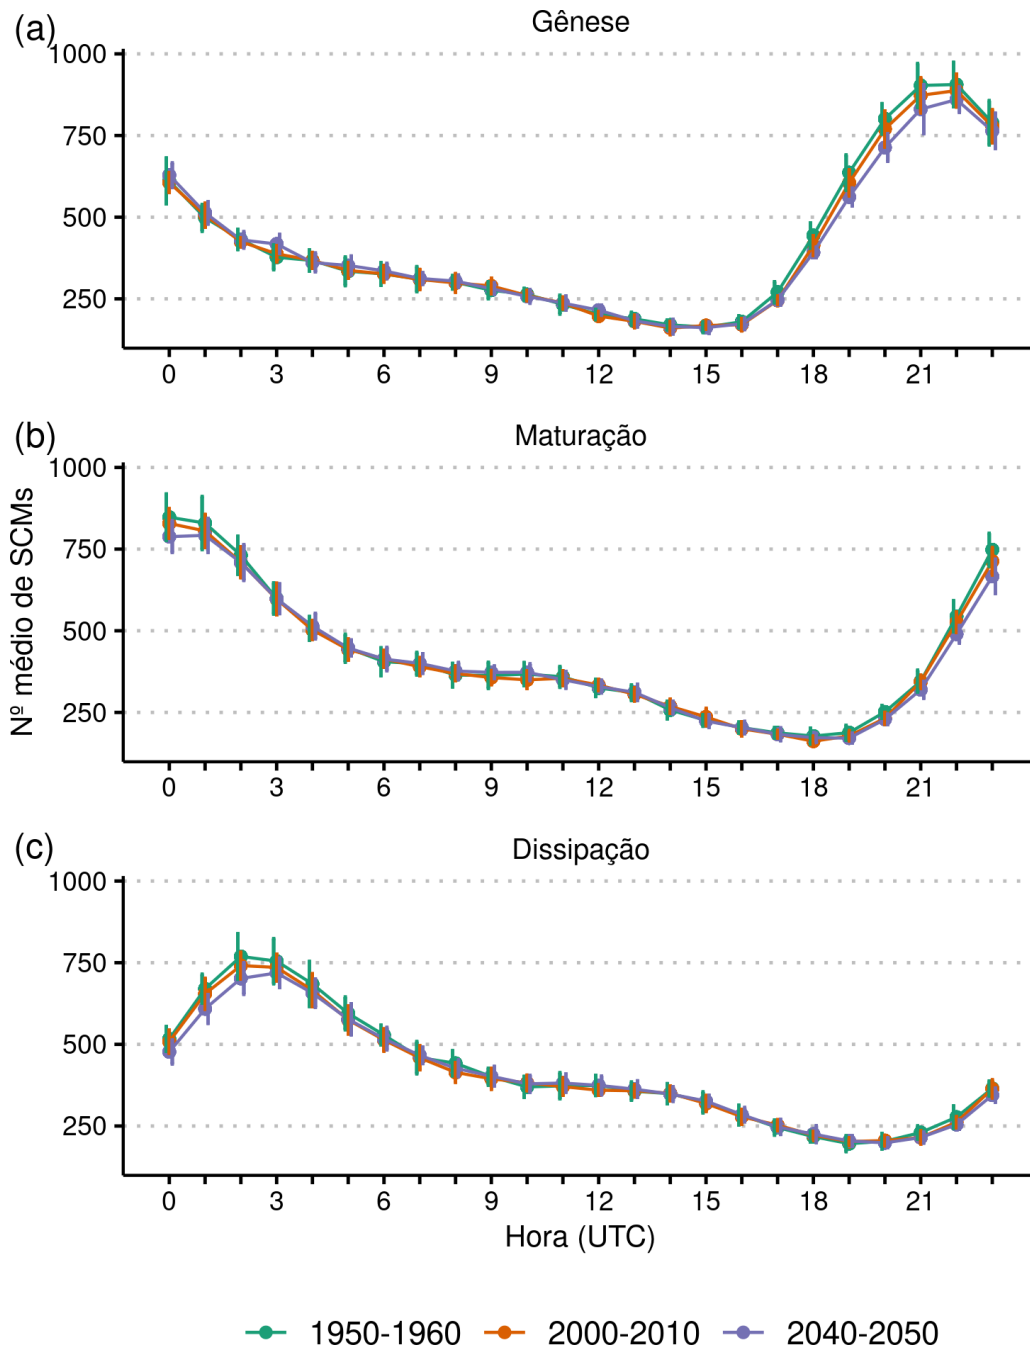 (a)
Gênese
1000
750
500
250
0 3 6 9 12 15 18 21
(b)
Maturação
1000
750
500
250
0 3 6 9 12 15 18 21
Nº médio de SCMs
(c)
Dissipação
1000
750
500
250
0 3 6 9 12 15 18 21
Hora (UTC)
1950-1960 2000-2010 2040-2050